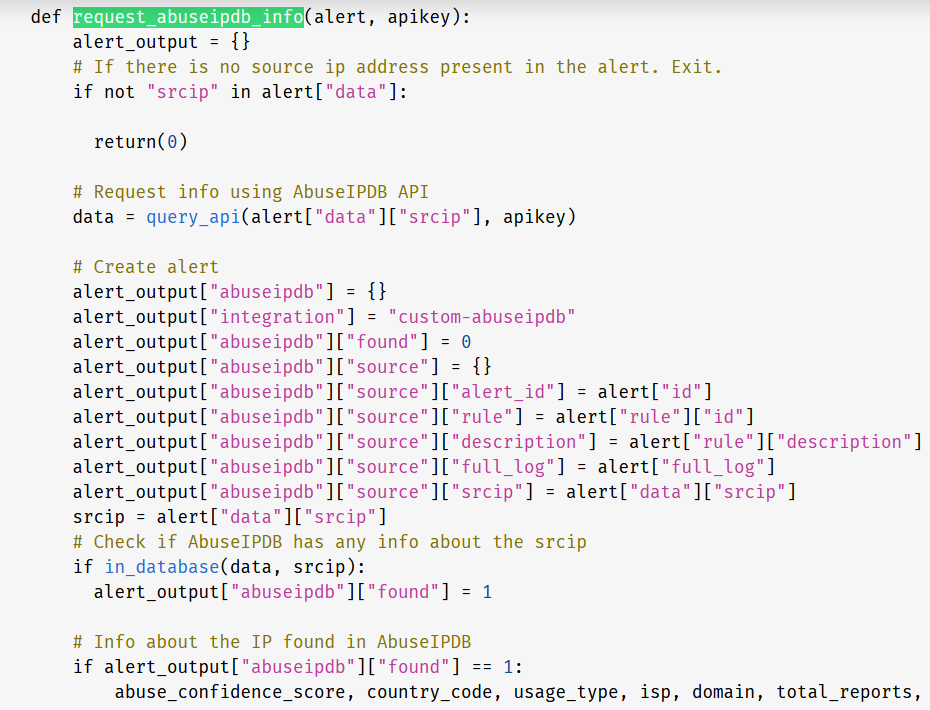 def request_abuseipdb_info(alert, apikey):
    alert_output = {}
    # If there is no source ip address present in the alert. Exit.
    if not "srcip" in alert["data"]:
      return(0)
    # Request info using AbuseIPDB API
    data = query_api(alert["data"]["srcip"], apikey)
    # Create alert
    alert_output["abuseipdb"] = {}
    alert_output["integration"] = "custom-abuseipdb"
    alert_output["abuseipdb"]["found"] = 0
    alert_output["abuseipdb"]["source"] = {}
    alert_output["abuseipdb"]["source"]["alert_id"] = alert["id"]
    alert_output["abuseipdb"]["source"]["rule"] = alert["rule"]["id"]
    alert_output["abuseipdb"]["source"]["description"] = alert["rule"]["description"]
    alert_output["abuseipdb"]["source"]["full_log"] = alert["full_log"]
    alert_output["abuseipdb"]["source"]["srcip"] = alert["data"]["srcip"]
    srcip = alert["data"]["srcip"]
    # Check if AbuseIPDB has any info about the srcip
    if in_database(data, srcip):
      alert_output["abuseipdb"]["found"] = 1
    # Info about the IP found in AbuseIPDB
    if alert_output["abuseipdb"]["found"] == 1:
        abuse_confidence_score, country_code, usage_type, isp, domain, total_reports,